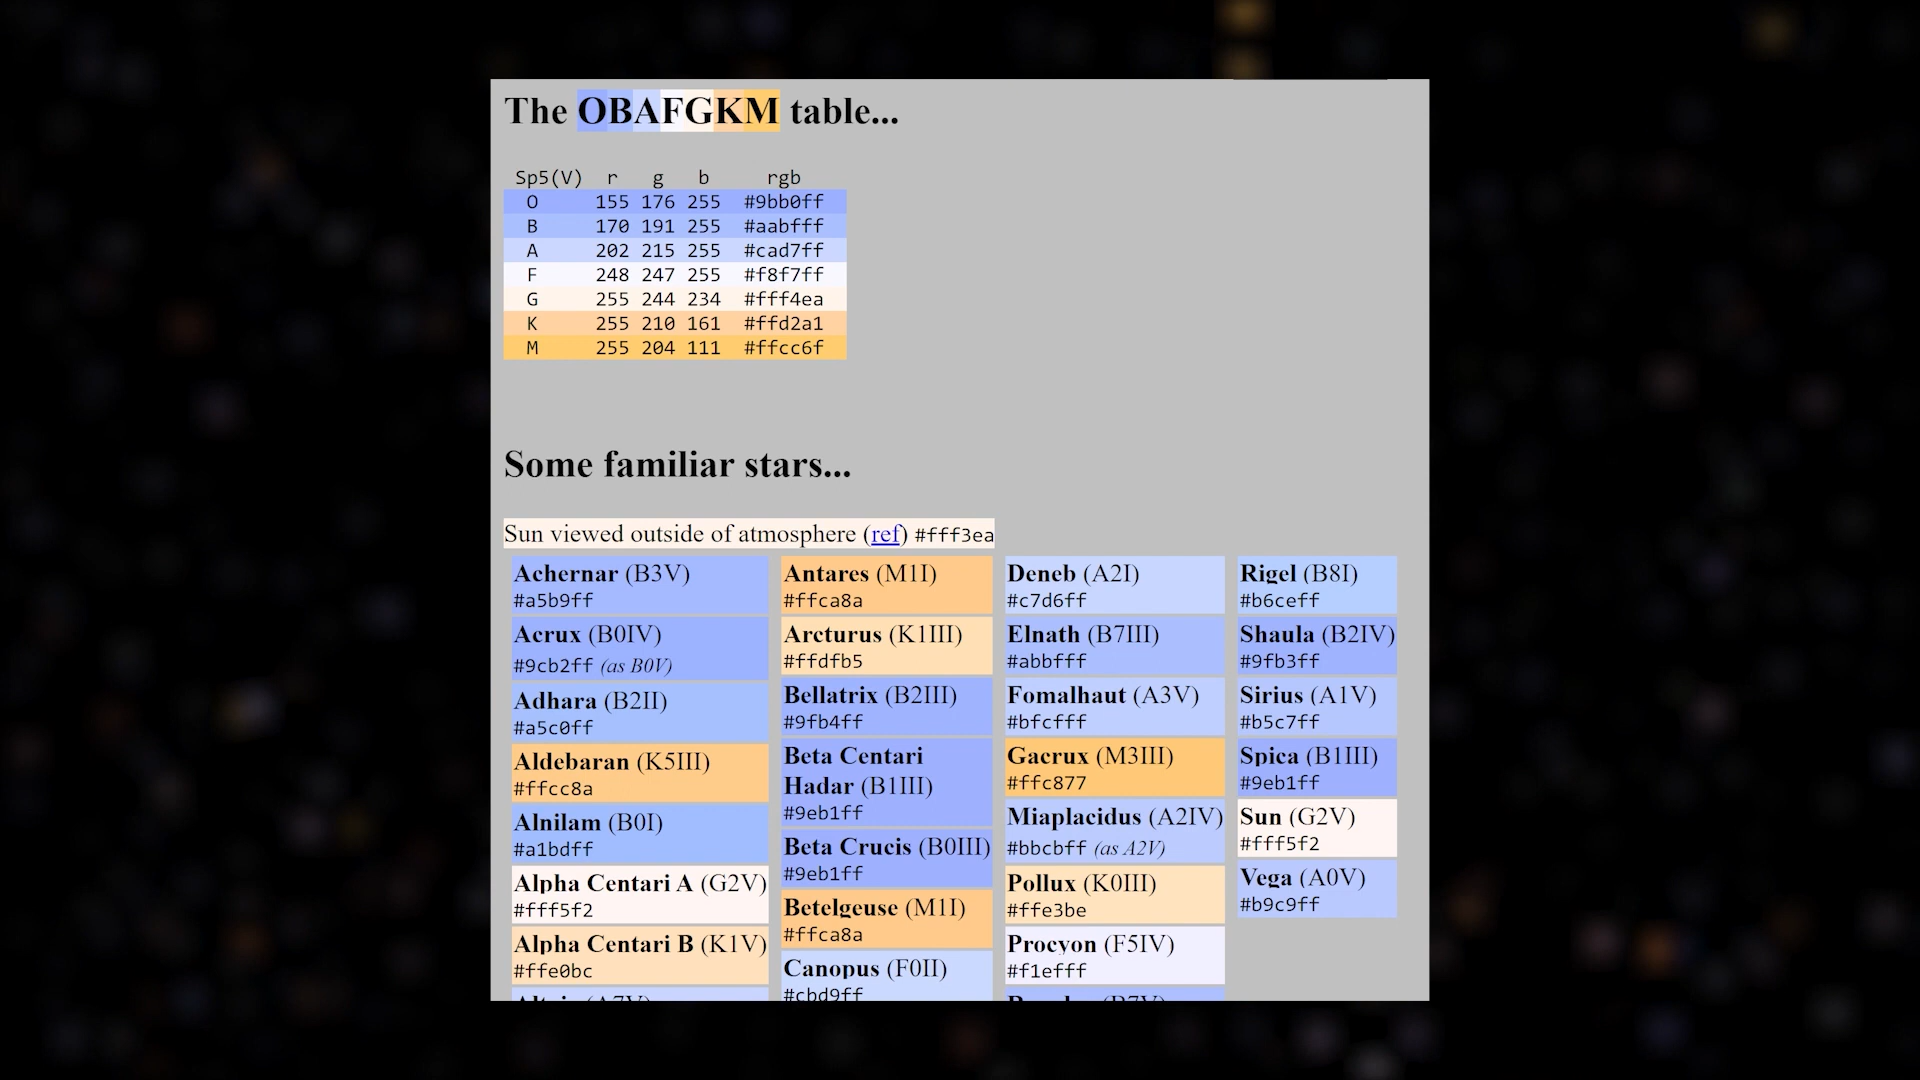 The OBAFGKM table...
Sp5(V) r g b rgb
O 155 176 255 #9bb0ff
B 170 191 255 #aabfff
A 202 215 255 #cad7ff
F 248 247 255 #f8f7ff
G 255 244 234 #fff4ea
K 255 210 161 #ffd2a1
M 255 204 111 #ffcc6f
Some familiar stars...
Sun viewed outside of atmosphere (ref) #fff3ea
Achernar (B3V)
#a5b9ff
Acrux (B0IV)
#9cb2ff (as B0V)
Adhara (B2II)
#a5c0ff
Aldebaran (K5III)
#ffcc8a
Alnilam (B0I)
#a1bdff
Alpha Centari A (G2V)
#fff5f2
Alpha Centari B (K1V)
#ffe0bc
Antares (M1I)
#ffca8a
Arcturus (K1III)
#ffdfb5
Bellatrix (B2III)
#9fb4ff
Beta Centari
Hadar (B1III)
#9eb1ff
Beta Crucis (B0III)
#9eb1ff
Betelgeuse (M1I)
#ffca8a
Canopus (F0II)
#cbd9ff
Deneb (A2I)
#c7d6ff
Elnath (B7III)
#abbfff
Fomalhaut (A3V)
#bfcfff
Gacrux (M3III)
#ffc877
Miaplacidus (A2IV)
#bbcbff (as A2V)
Pollux (K0III)
#ffe3be
Procyon (F5IV)
#f1efff
Rigel (B8I)
#b6ceff
Shaula (B2IV)
#9fb3ff
Sirius (A1V)
#b5c7ff
Spica (B1III)
#9eb1ff
Sun (G2V)
#fff5f2
Vega (A0V)
#b9c9ff